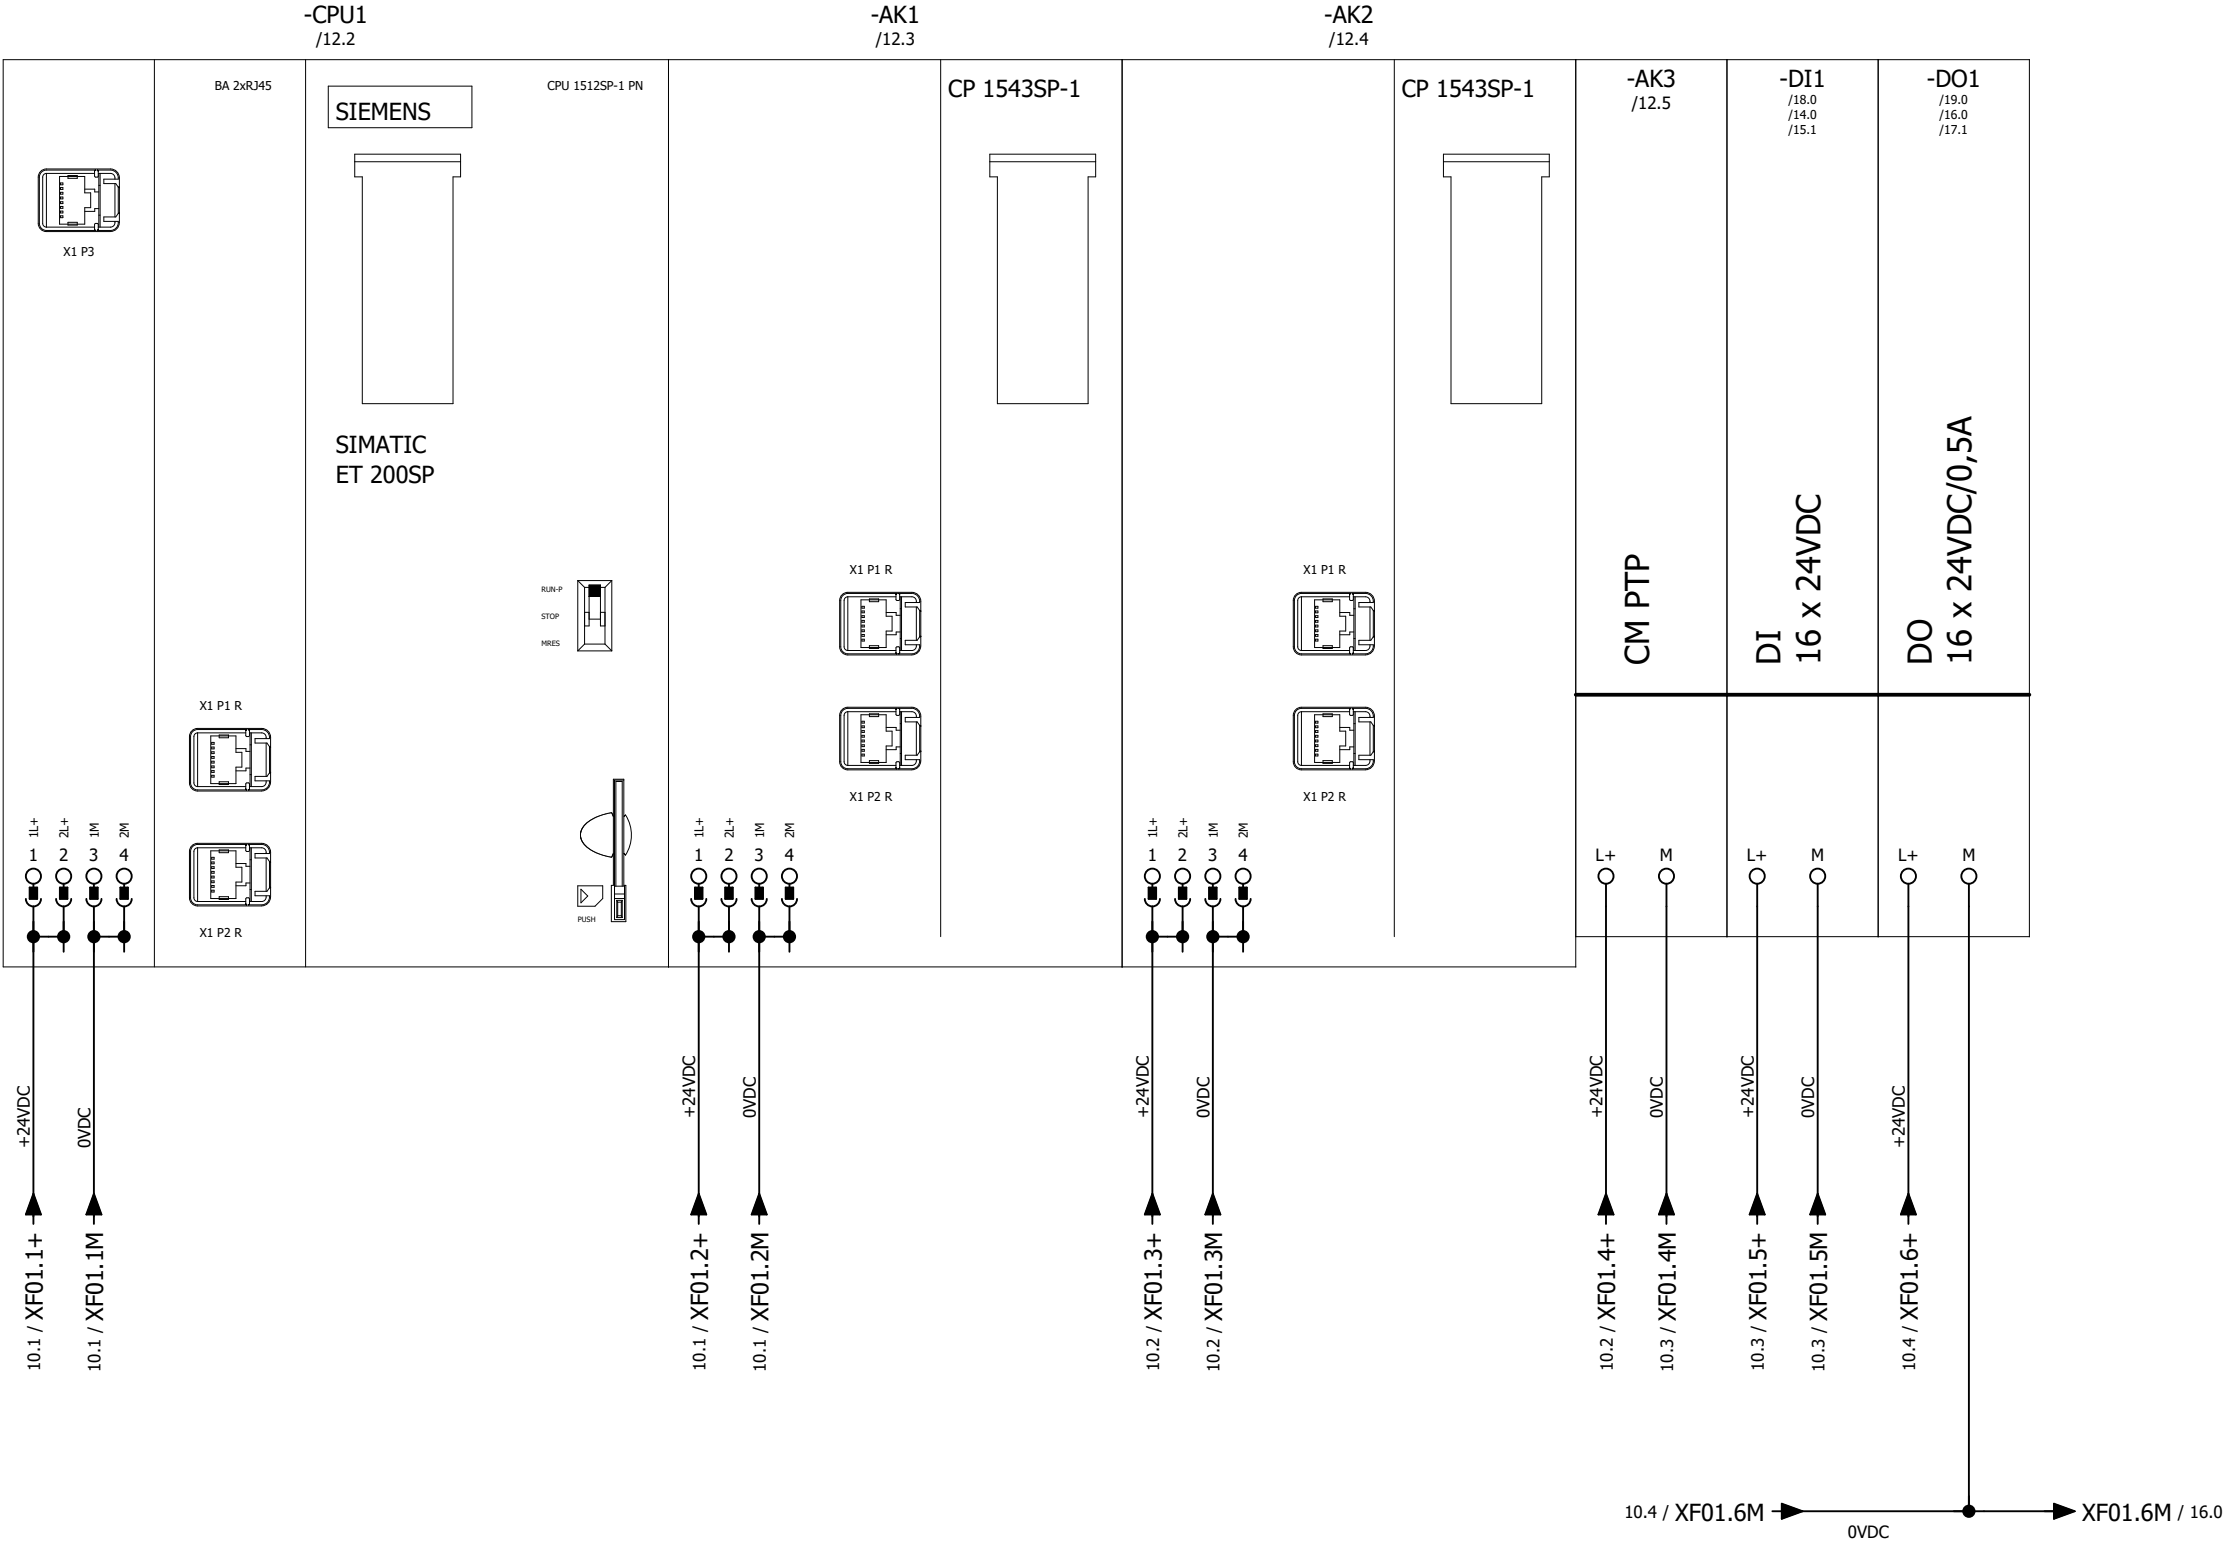 -CPU1
/12.2
-AK1
/12.3
-AK2
/12.4
BA 2xRJ45
SIEMENS
CPU 1512SP-1 PN
CP 1543SP-1
CP 1543SP-1
-AK3
/12.5
-DI1
/18.0
/14.0
/15.1
-DO1
/19.0
/16.0
/17.1
X1 P3
SIMATIC
ET 200SP
RUN-P
STOP
MRES
X1 P1 R
X1 P1 R
CM PTP
DI
16 x 24VDC
DO
16 x 24VDC/0,5A
X1 P1 R
X1 P2 R
X1 P2 R
X1 P2 R
PUSH
1L+ 2L+ 1M 2M
1 2 3 4
1L+ 2L+ 1M 2M
1 2 3 4
1L+ 2L+ 1M 2M
1 2 3 4
L+ M
L+ M
L+ M
+24VDC
0VDC
+24VDC
0VDC
+24VDC
0VDC
+24VDC
0VDC
+24VDC
0VDC
+24VDC
10.1 / XF01.1+
10.1 / XF01.1M
10.1 / XF01.2+
10.1 / XF01.2M
10.2 / XF01.3+
10.2 / XF01.3M
10.2 / XF01.4+
10.3 / XF01.4M
10.3 / XF01.5+
10.3 / XF01.5M
10.4 / XF01.6+
10.4 / XF01.6M
0VDC
XF01.6M / 16.0